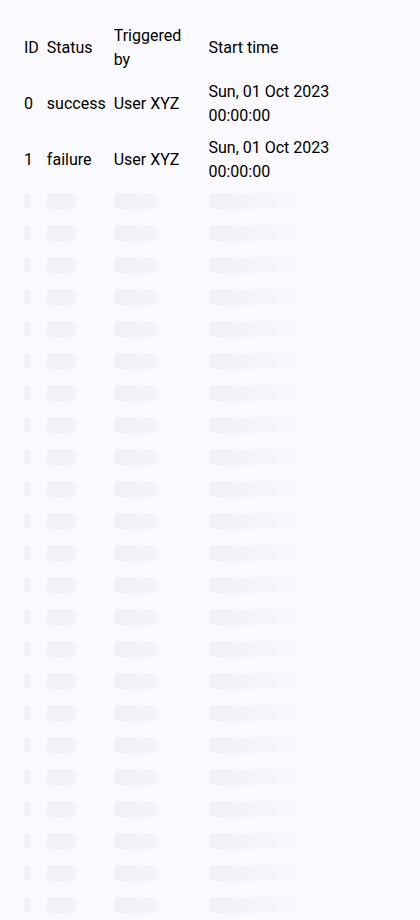 ID Status Triggered by Start time
0 success User XYZ Sun, 01 Oct 2023 00:00:00
1 failure User XYZ Sun, 01 Oct 2023 00:00:00